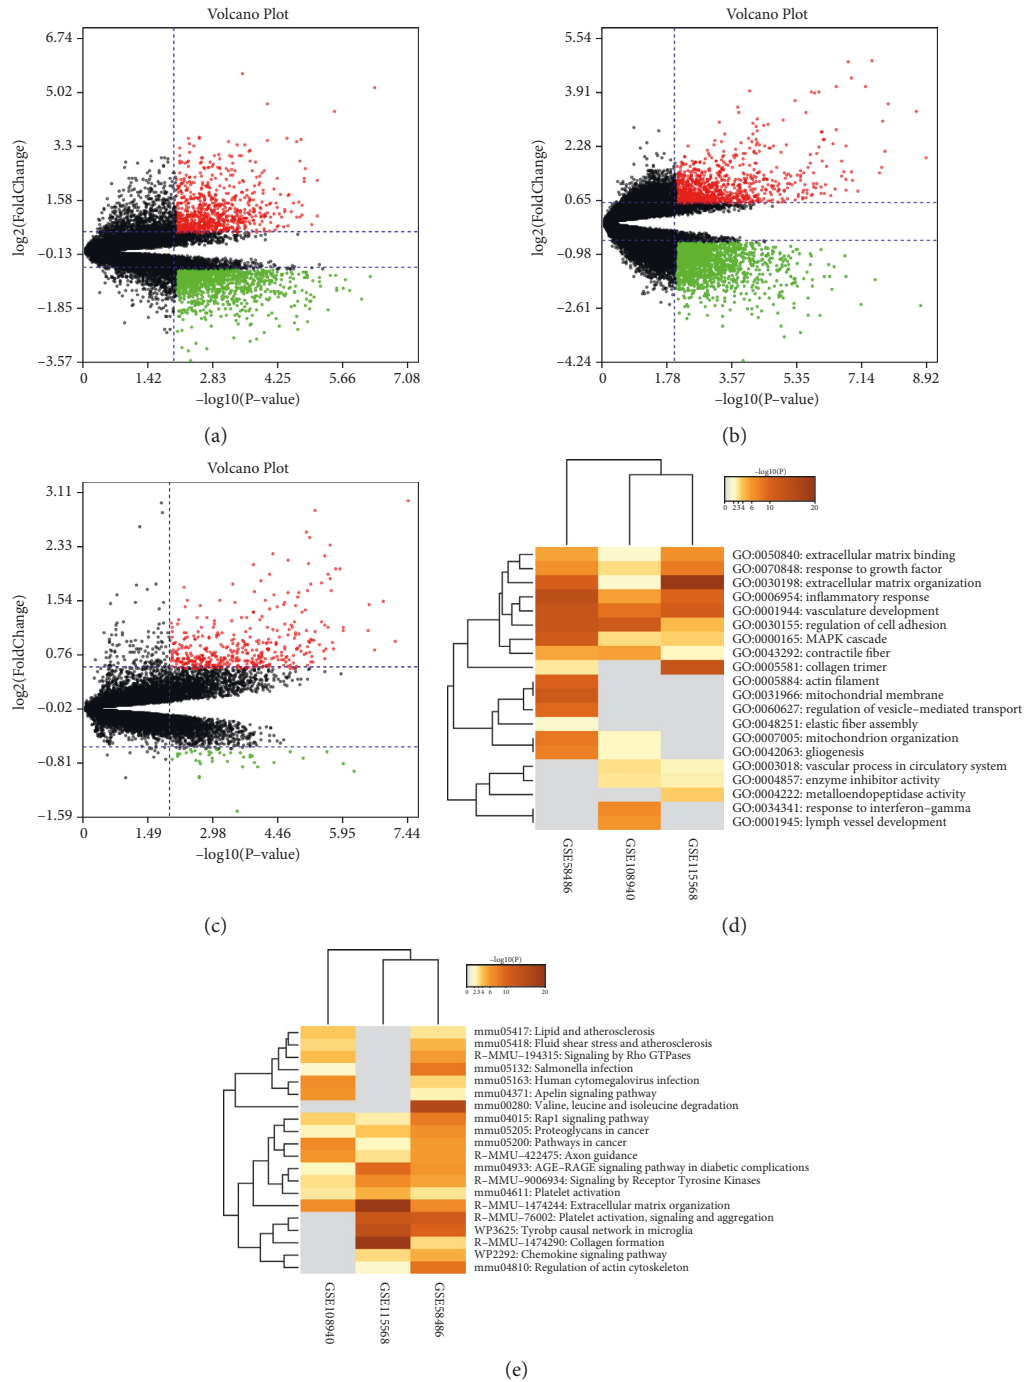 Volcano Plot
6.74
5.02
3.3
1.58
−0.13
−1.85
−3.57
log2(FoldChange)
0 1.42 2.83 4.25 5.66 7.08
−log10(P−value)
(a)
Volcano Plot
5.54
3.91
2.28
0.65
−0.98
−2.61
−4.24
log2(FoldChange)
0 1.78 3.57 5.35 7.14 8.92
−log10(P−value)
(b)
Volcano Plot
3.11
2.33
1.54
0.76
−0.02
−0.81
−1.59
log2(FoldChange)
0 1.49 2.98 4.46 5.95 7.44
−log10(P−value)
(c)
−log10(P)
0 2 3 4 6 10 20
GO:0050840: extracellular matrix binding
GO:0070848: response to growth factor
GO:0030198: extracellular matrix organization
GO:0006954: inflammatory response
GO:0001944: vasculature development
GO:0030155: regulation of cell adhesion
GO:0000165: MAPK cascade
GO:0043292: contractile fiber
GO:0005581: collagen trimer
GO:0005884: actin filament
GO:0031966: mitochondrial membrane
GO:0060627: regulation of vesicle−mediated transport
GO:0048251: elastic fiber assembly
GO:0007005: mitochondrion organization
GO:0042063: gliogenesis
GO:0003018: vascular process in circulatory system
GO:0004857: enzyme inhibitor activity
GO:0004222: metalloendopeptidase activity
GO:0034341: response to interferon−gamma
GO:0001945: lymph vessel development
GSE58486
GSE108940
GSE115568
(d)
−log10(P)
0 2 3 4 6 10 20
mmu05417: Lipid and atherosclerosis
mmu05418: Fluid shear stress and atherosclerosis
R−MMU−194315: Signaling by Rho GTPases
mmu05132: Salmonella infection
mmu05163: Human cytomegalovirus infection
mmu04371: Apelin signaling pathway
mmu00280: Valine, leucine and isoleucine degradation
mmu04015: Rap1 signaling pathway
mmu05205: Proteoglycans in cancer
mmu05200: Pathways in cancer
R−MMU−422475: Axon guidance
mmu04933: AGE−RAGE signaling pathway in diabetic complications
R−MMU−9006934: Signaling by Receptor Tyrosine Kinases
mmu04611: Platelet activation
R−MMU−1474244: Extracellular matrix organization
R−MMU−76002: Platelet activation, signaling and aggregation
WP3625: Tyrobp causal network in microglia
R−MMU−1474290: Collagen formation
WP2292: Chemokine signaling pathway
mmu04810: Regulation of actin cytoskeleton
GSE108940
GSE115568
GSE58486
(e)